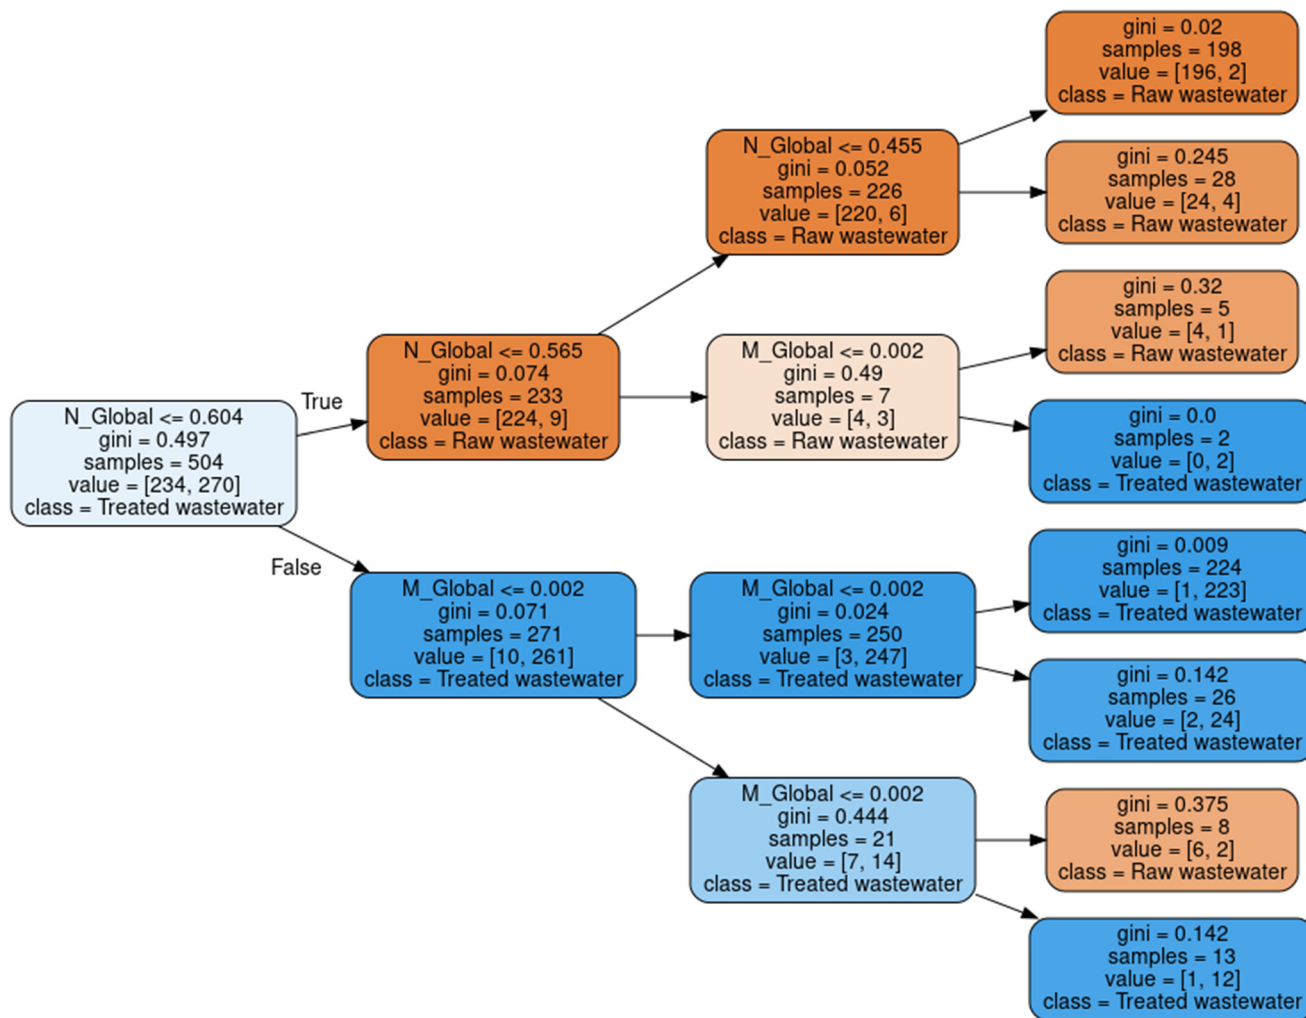 N_Global <= 0.604
gini = 0.497
samples = 504
value = [234, 270]
class = Treated wastewater
True
False
N_Global <= 0.565
gini = 0.074
samples = 233
value = [224, 9]
class = Raw wastewater
M_Global <= 0.002
gini = 0.071
samples = 271
value = [10, 261]
class = Treated wastewater
N_Global <= 0.455
gini = 0.052
samples = 226
value = [220, 6]
class = Raw wastewater
M_Global <= 0.002
gini = 0.49
samples = 7
value = [4, 3]
class = Raw wastewater
M_Global <= 0.002
gini = 0.024
samples = 250
value = [3, 247]
class = Treated wastewater
M_Global <= 0.002
gini = 0.444
samples = 21
value = [7, 14]
class = Treated wastewater
gini = 0.02
samples = 198
value = [196, 2]
class = Raw wastewater
gini = 0.245
samples = 28
value = [24, 4]
class = Raw wastewater
gini = 0.32
samples = 5
value = [4, 1]
class = Raw wastewater
gini = 0.0
samples = 2
value = [0, 2]
class = Treated wastewater
gini = 0.009
samples = 224
value = [1, 223]
class = Treated wastewater
gini = 0.142
samples = 26
value = [2, 24]
class = Treated wastewater
gini = 0.375
samples = 8
value = [6, 2]
class = Raw wastewater
gini = 0.142
samples = 13
value = [1, 12]
class = Treated wastewater